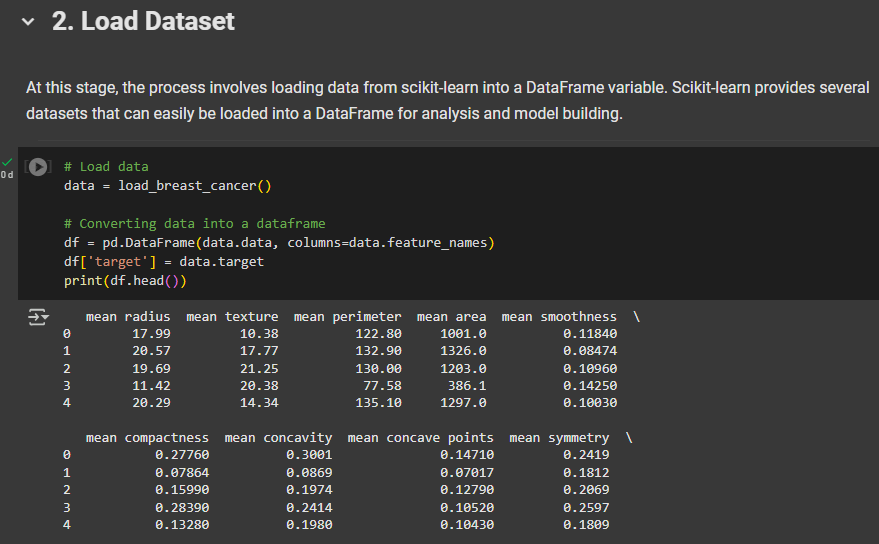 2. Load Dataset
At this stage, the process involves loading data from scikit-learn into a DataFrame variable. Scikit-learn provides several
datasets that can easily be loaded into a DataFrame for analysis and model building.
0 d
# Load data
data = load_breast_cancer()
# Converting data into a dataframe
df = pd.DataFrame(data.data, columns=data.feature_names)
df['target'] = data.target
print(df.head())
mean radius  mean texture  mean perimeter  mean area  mean smoothness  \
0        17.99         10.38          122.80     1001.0          0.11840
1        20.57         17.77          132.90     1326.0          0.08474
2        19.69         21.25          130.00     1203.0          0.10960
3        11.42         20.38           77.58      386.1          0.14250
4        20.29         14.34          135.10     1297.0          0.10030
mean compactness  mean concavity  mean concave points  mean symmetry  \
0           0.27760          0.3001              0.14710         0.2419
1           0.07864          0.0869              0.07017         0.1812
2           0.15990          0.1974              0.12790         0.2069
3           0.28390          0.2414              0.10520         0.2597
4           0.13280          0.1980              0.10430         0.1809